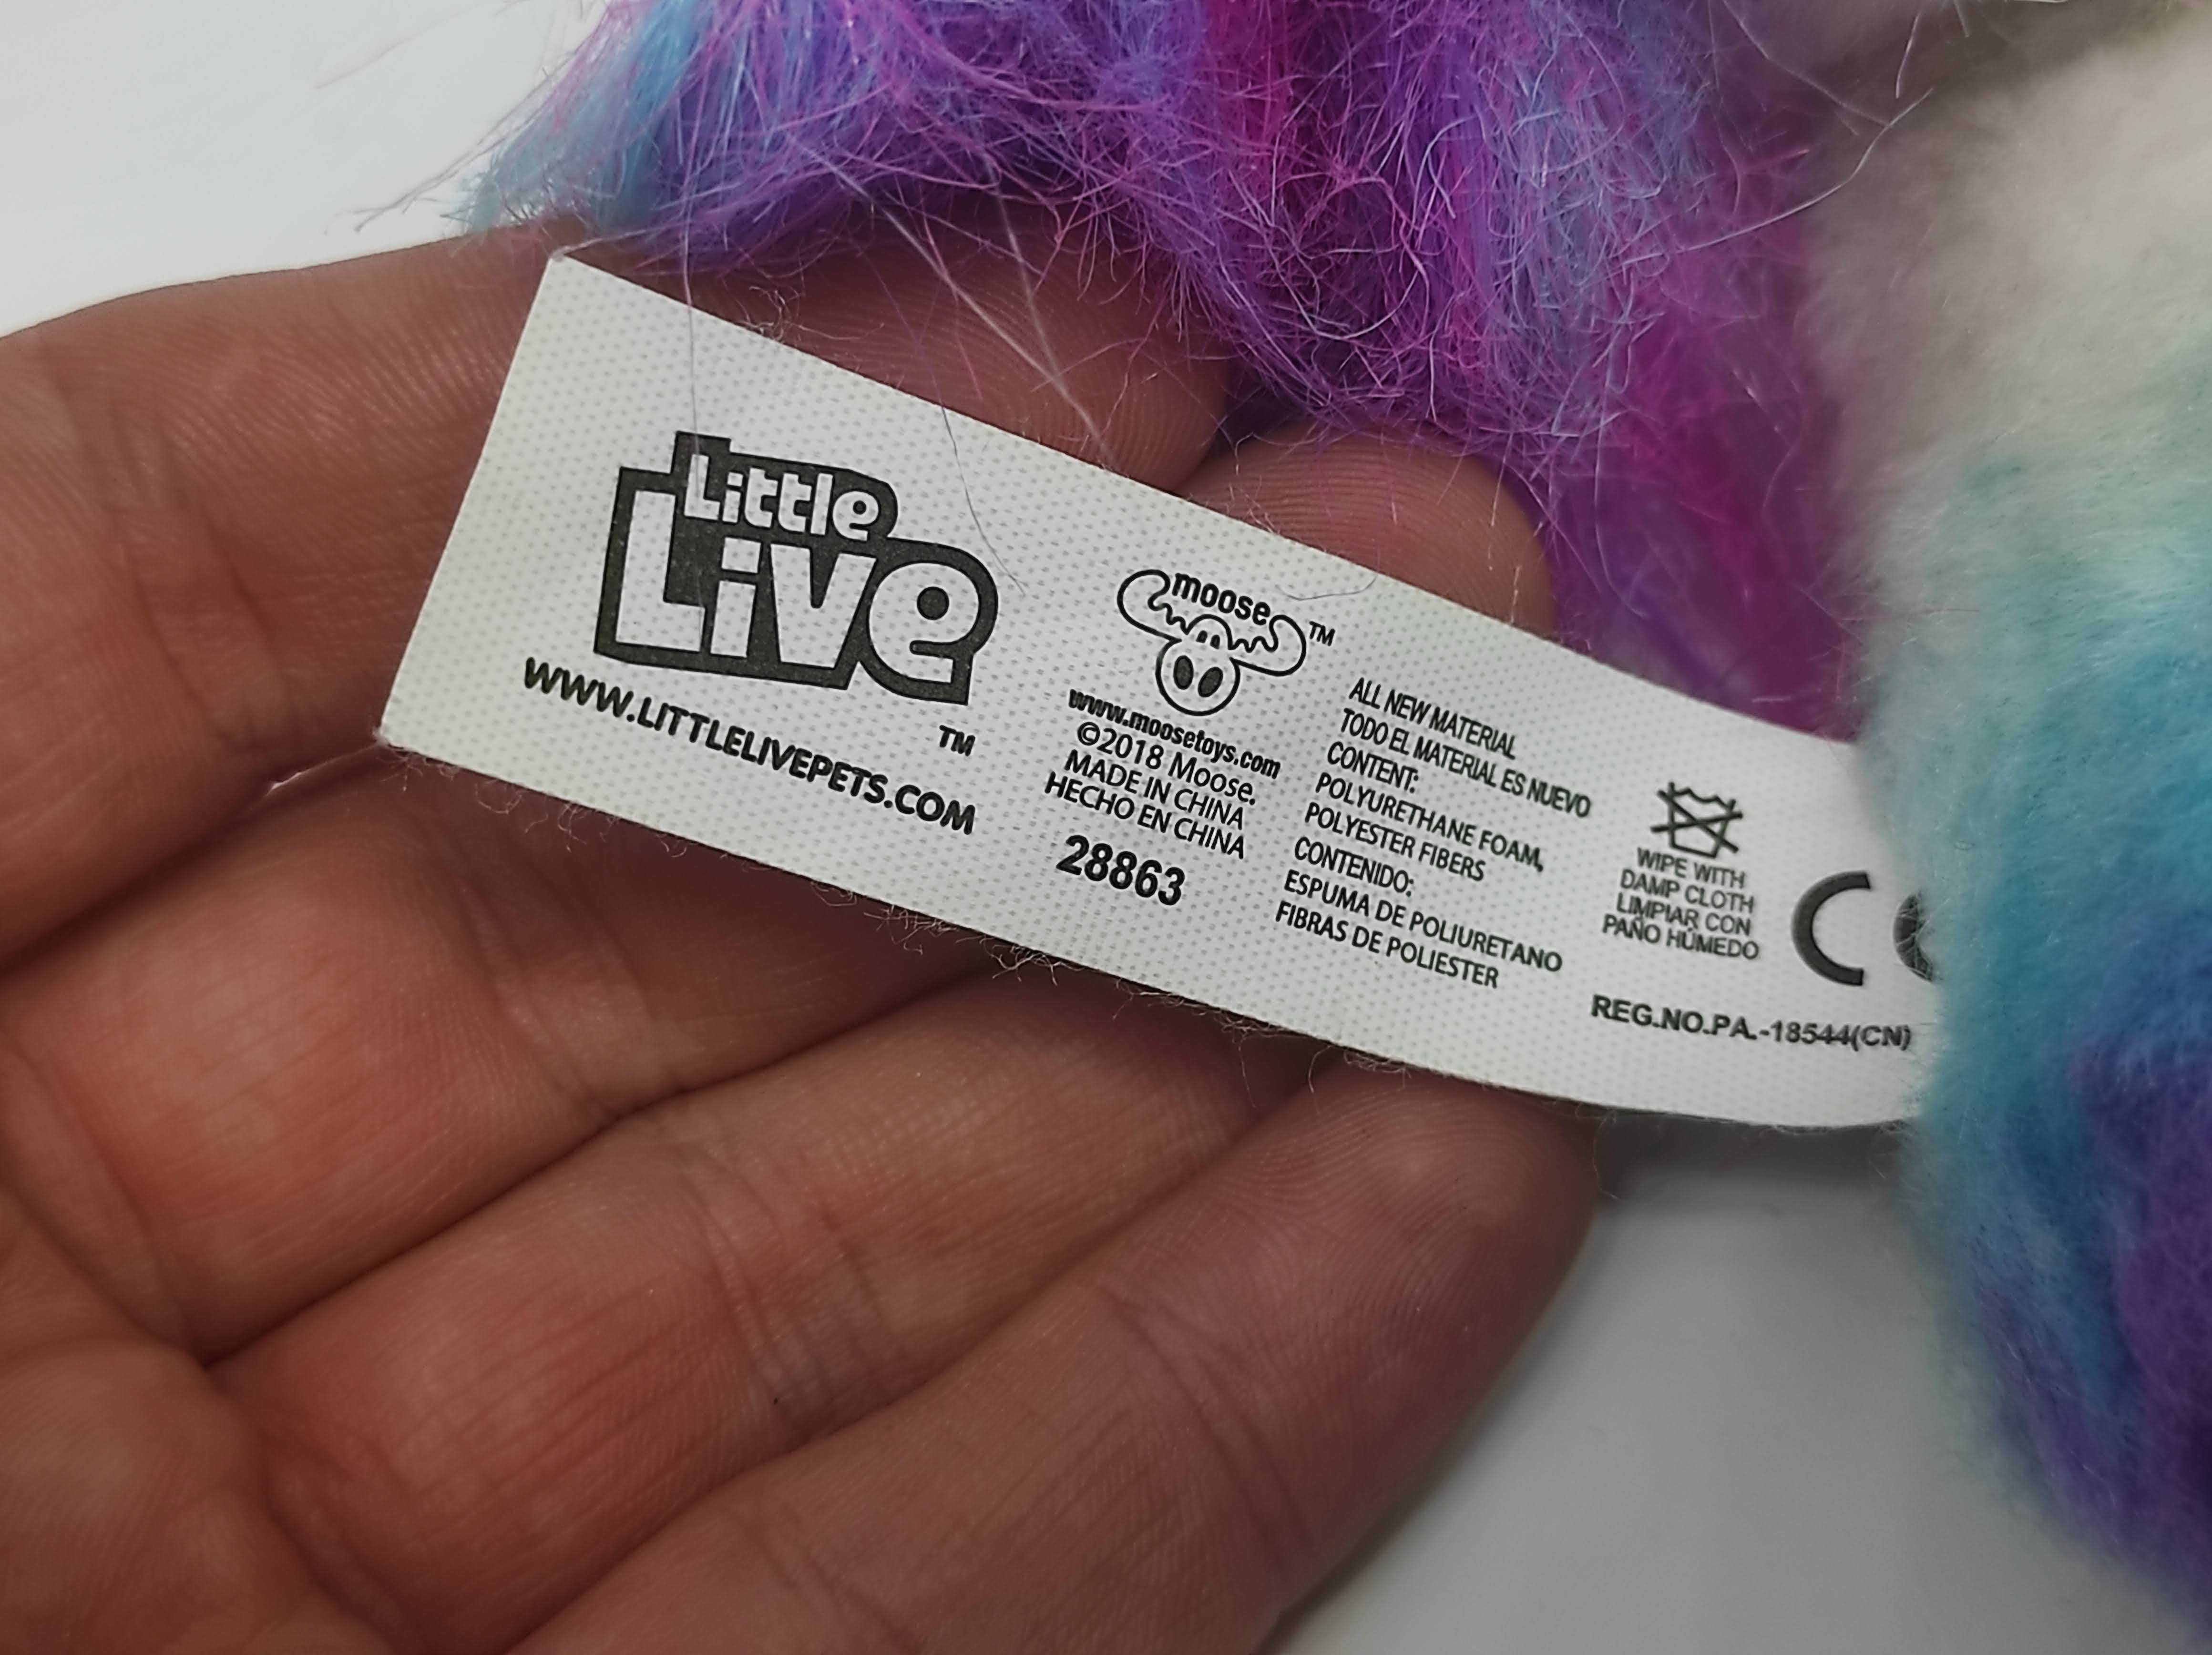 Little
Live
TM
WWW.LITTLELIVEPETS.COM
moose
TM
www.moosetoys.com
©2018 Moose.
MADE IN CHINA
HECHO EN CHINA
28863
ALL NEW MATERIAL
TODO EL MATERIAL ES NUEVO
CONTENT:
POLYURETHANE FOAM,
POLYESTER FIBERS
CONTENIDO:
ESPUMA DE POLIURETANO
FIBRAS DE POLIESTER
WIPE WITH
DAMP CLOTH
LIMPIAR CON
PAÑO HÚMEDO
CE
REG.NO.PA.-18544(CN)